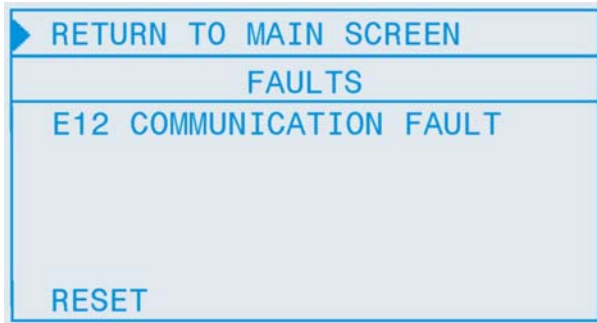 RETURN TO MAIN SCREEN
FAULTS
E12 COMMUNICATION FAULT
RESET